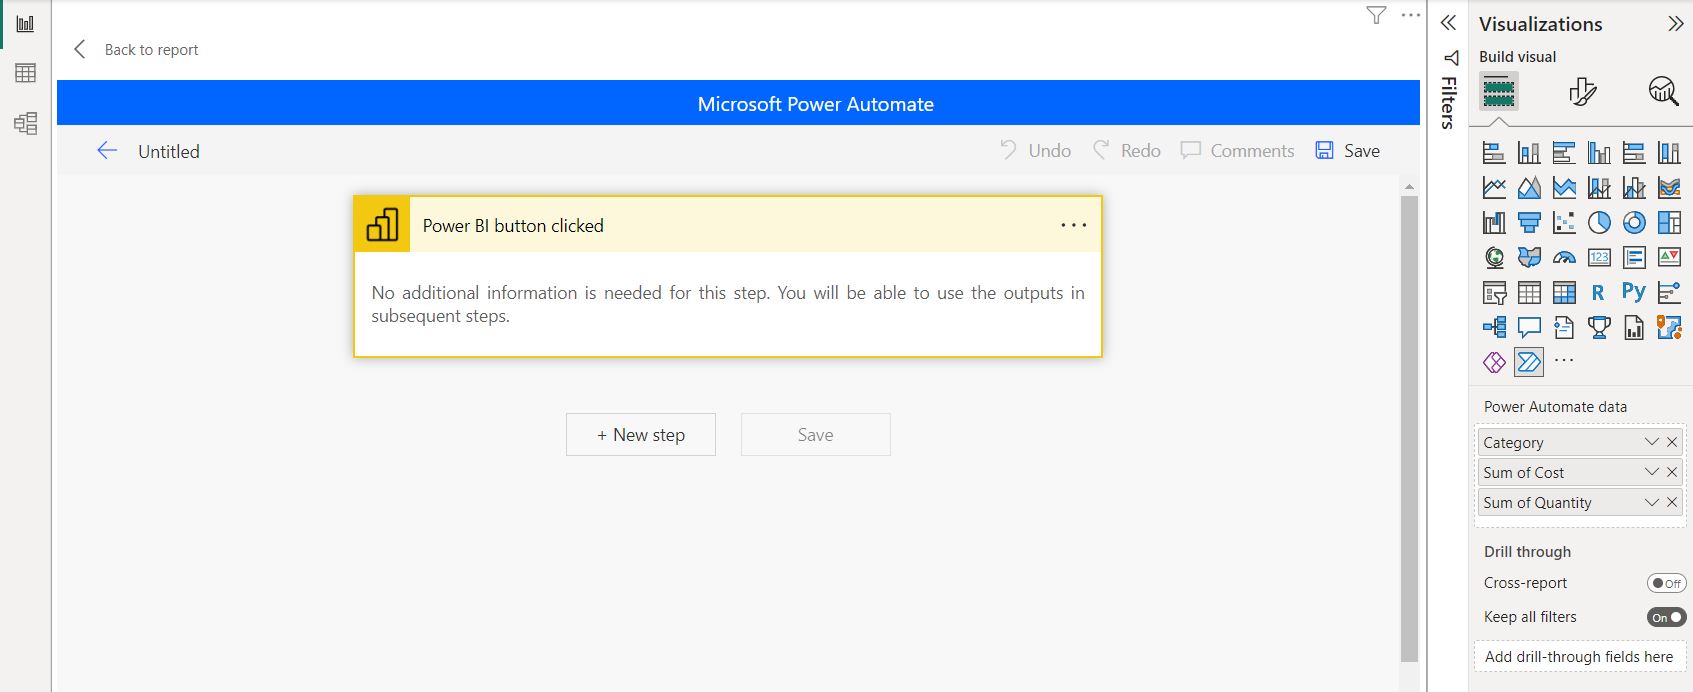 Back to report
Microsoft Power Automate
Untitled
Undo
Redo
Comments
Save
Power BI button clicked
No additional information is needed for this step. You will be able to use the outputs in
subsequent steps.
+ New step
Save
Filters
Visualizations
Build visual
123
R
Py
Power Automate data
Category
Sum of Cost
Sum of Quantity
Drill through
Cross-report
Off
Keep all filters
On
Add drill-through fields here